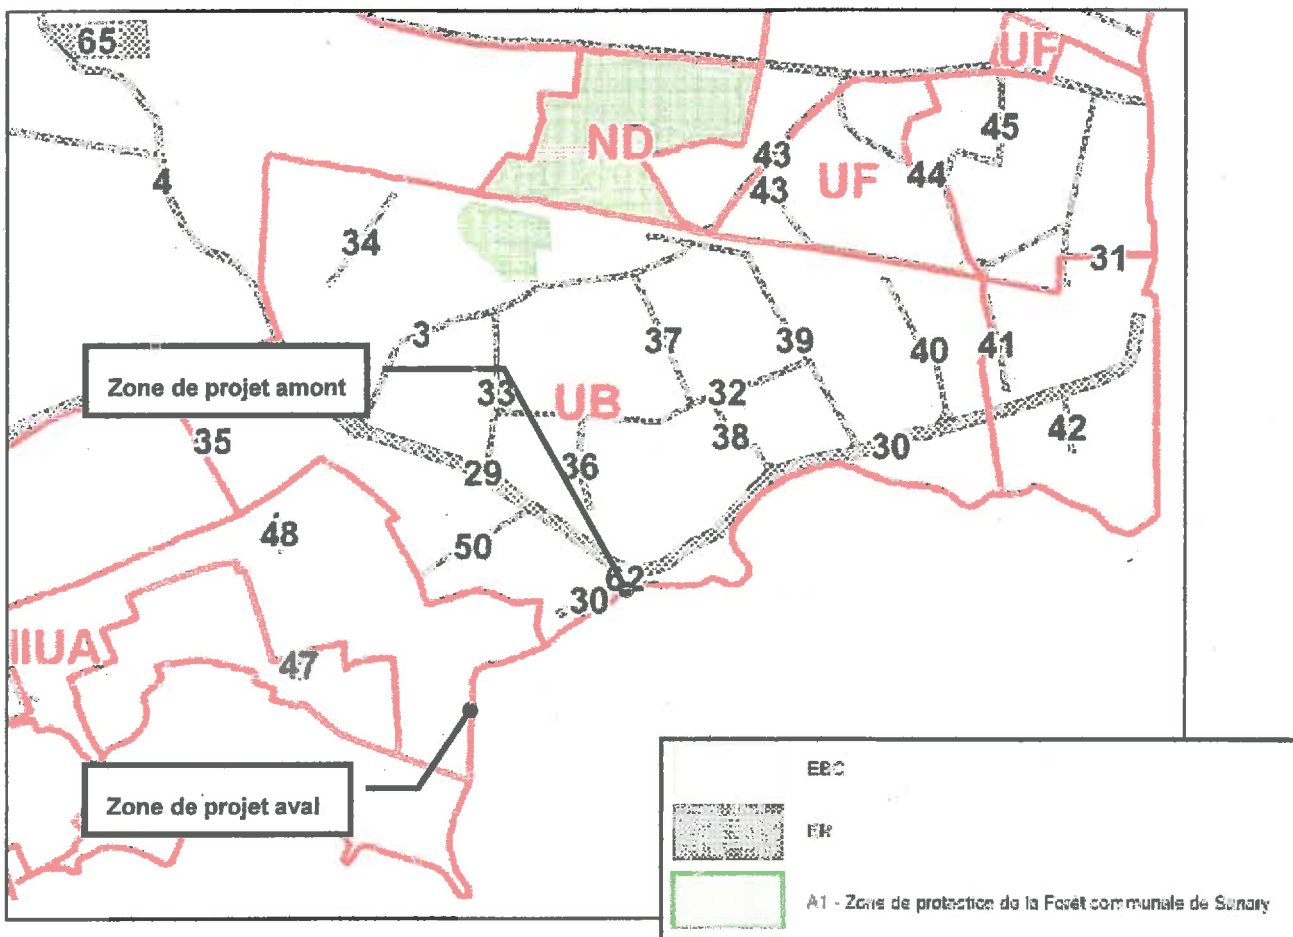 65
UF
ND
43
45
4
43
UF
44
34
31
3
37
39
40
41
Zone de projet amont
33
UB
32
35
38
30
42
29
36
48
50
62
30
IIUA
47
Zone de projet aval
EBC
ER
A1 - Zone de protection de la Forêt communale de Sanary